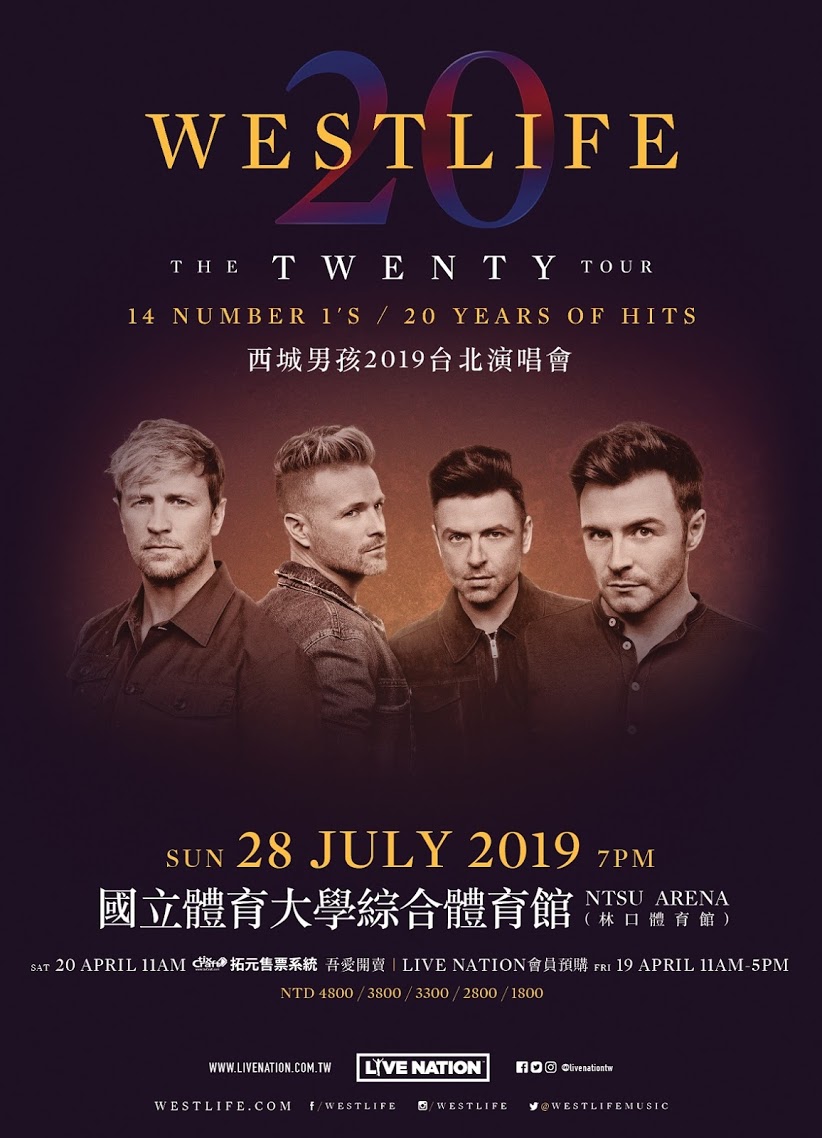 20
WESTLIFE
THE TWENTY TOUR
14 NUMBER 1'S / 20 YEARS OF HITS
西城男孩2019台北演唱會
SUN 28 JULY 2019 7PM
國立體育大學綜合體育館 NTSU ARENA
(林口體育館)
SAT 20 APRIL 11AM tixCraft 拓元售票系統 吾愛開賣 | LIVE NATION會員預購 FRI 19 APRIL 11AM-5PM
NTD 4800 / 3800 / 3300 / 2800 / 1800
WWW.LIVENATION.COM.TW LIVE NATION @livenationtw
WESTLIFE.COM f/WESTLIFE /WESTLIFE @WESTLIFEMUSIC